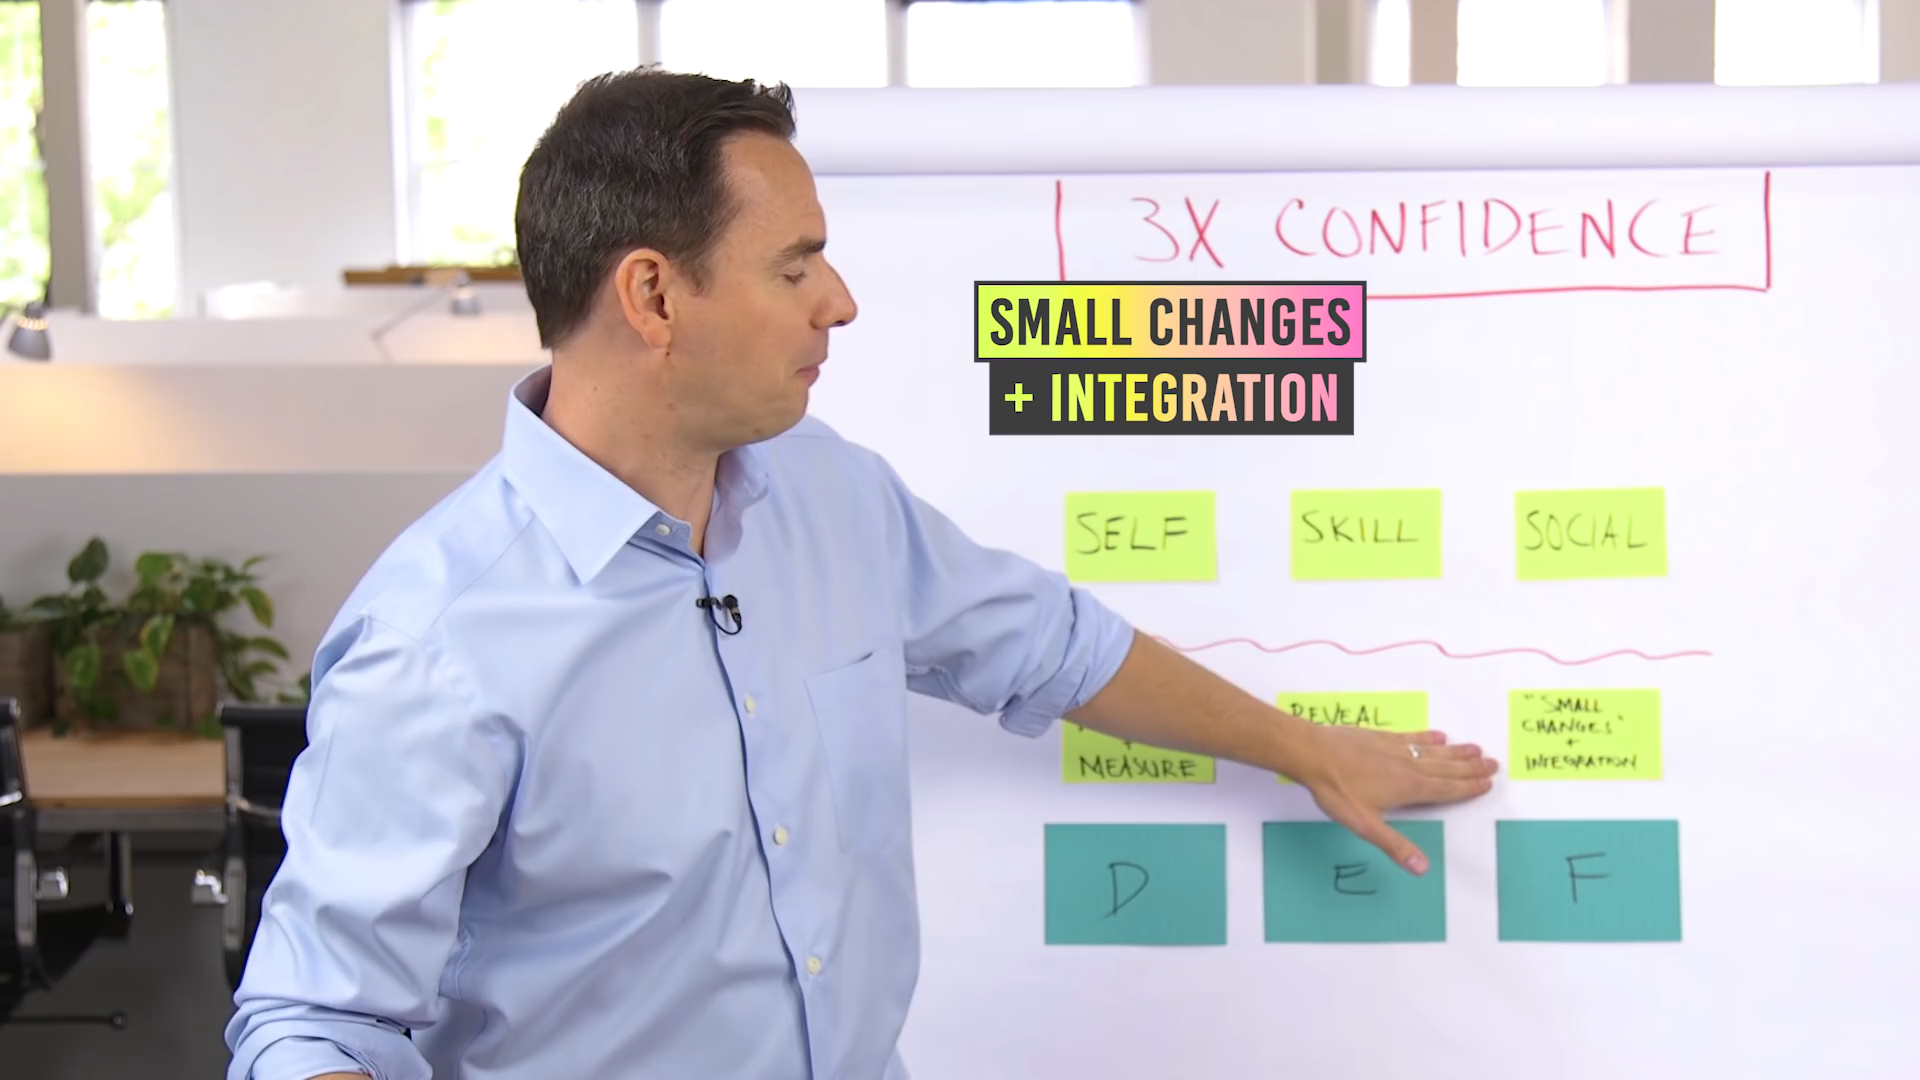 3X CONFIDENCE
SMALL CHANGES
+ INTEGRATION
SELF
SKILL
SOCIAL
MEASURE
REVEAL
"SMALL
CHANGES"
+
INTEGRATION
D
E
F